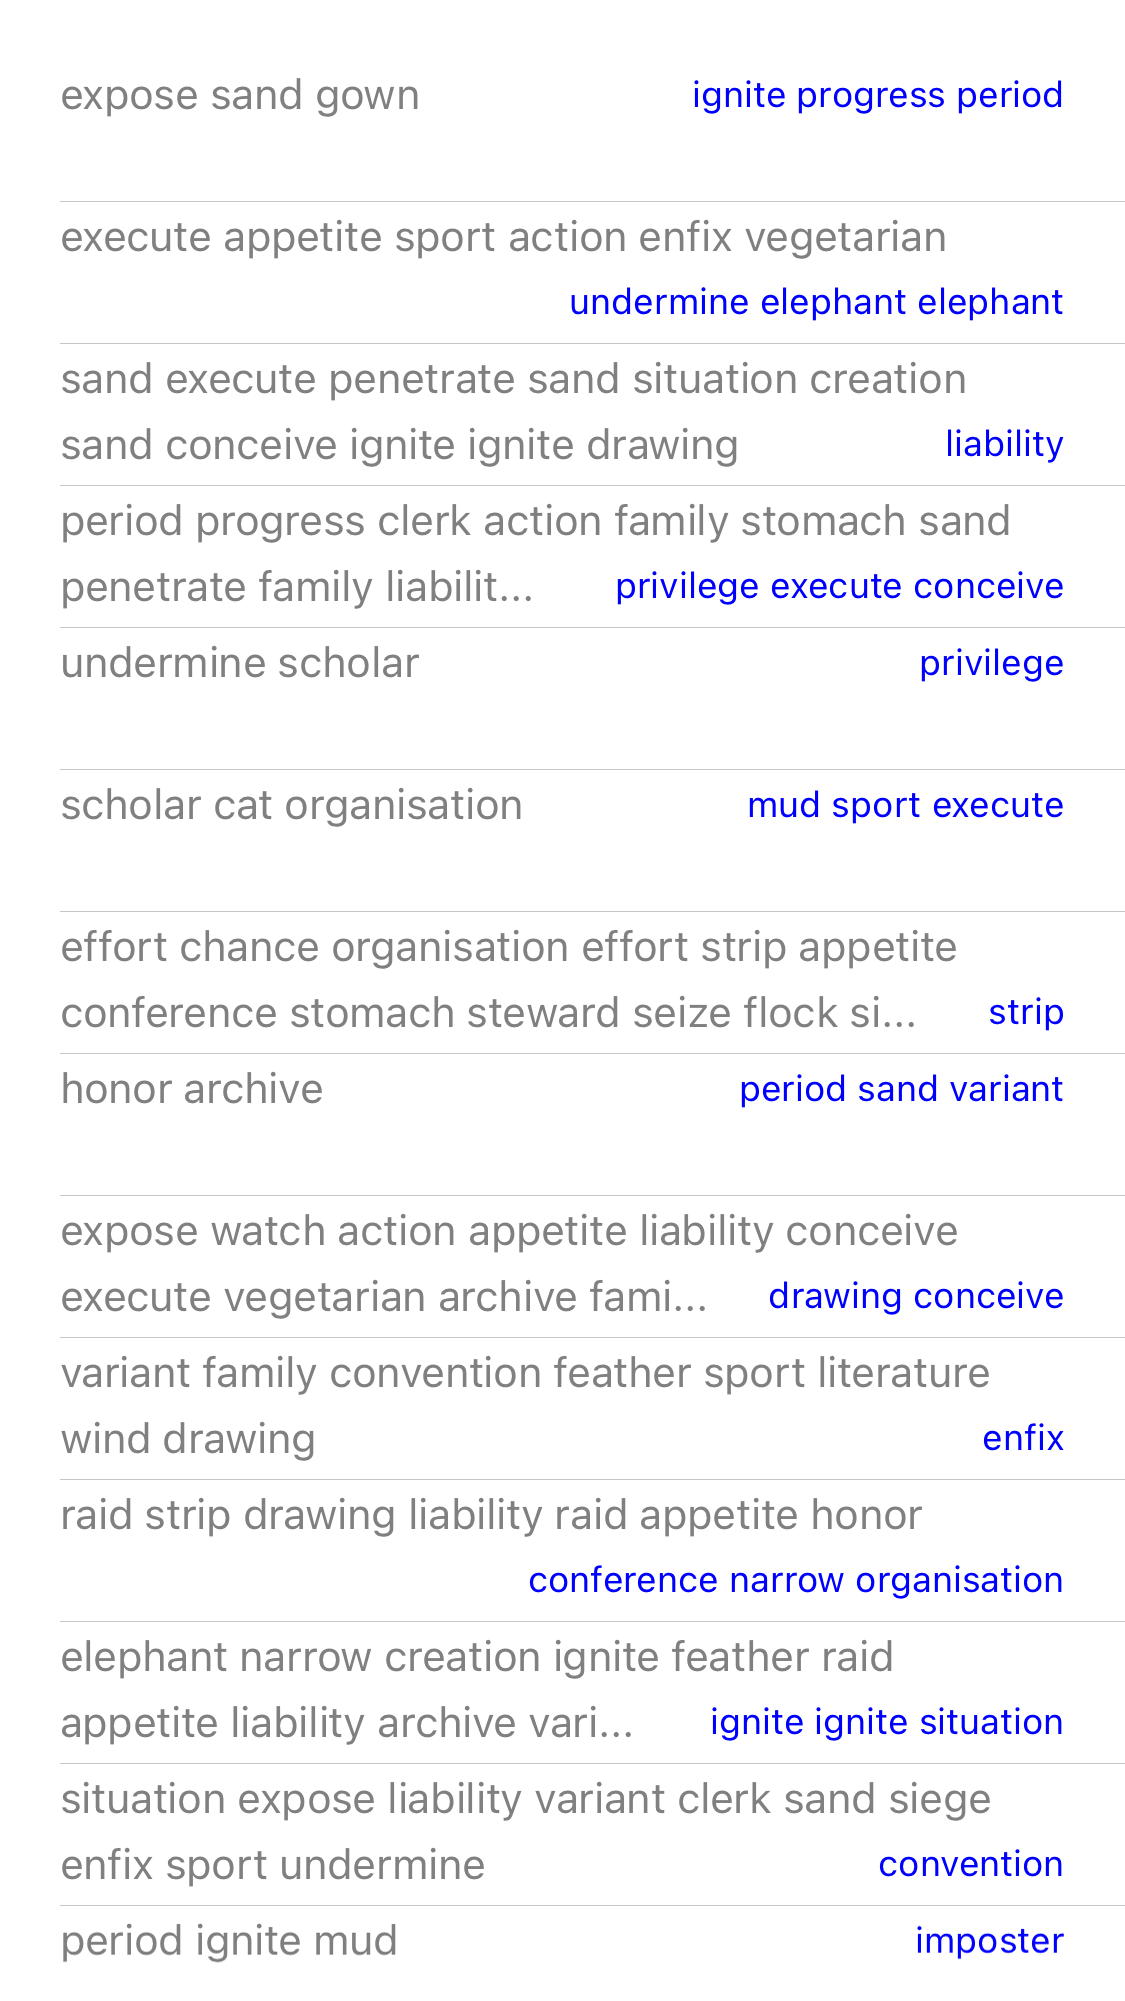 expose sand gown ignite progress period
execute appetite sport action enfix vegetarian
undermine elephant elephant
sand execute penetrate sand situation creation
sand conceive ignite ignite drawing liability
period progress clerk action family stomach sand
penetrate family liabilit... privilege execute conceive
undermine scholar privilege
scholar cat organisation mud sport execute
effort chance organisation effort strip appetite
conference stomach steward seize flock si... strip
honor archive period sand variant
expose watch action appetite liability conceive
execute vegetarian archive fami... drawing conceive
variant family convention feather sport literature
wind drawing enfix
raid strip drawing liability raid appetite honor
conference narrow organisation
elephant narrow creation ignite feather raid
appetite liability archive vari... ignite ignite situation
situation expose liability variant clerk sand siege
enfix sport undermine convention
period ignite mud imposter